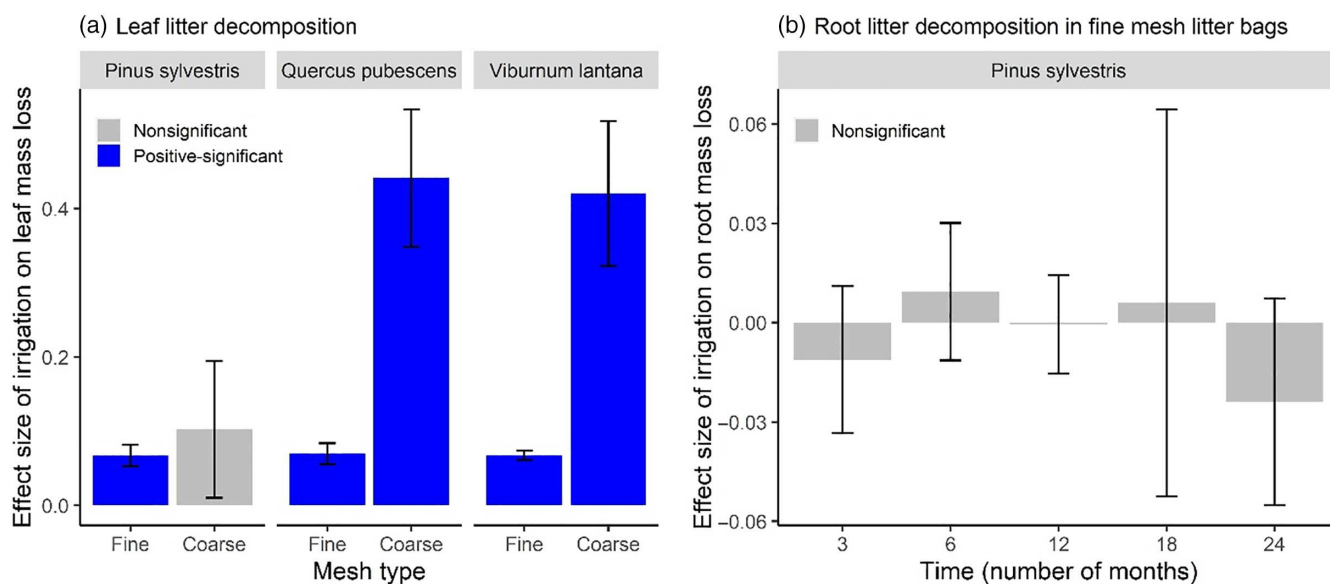 (a) Leaf litter decomposition
Pinus sylvestris
Quercus pubescens
Viburnum lantana
Nonsignificant
Positive-significant
Effect size of irrigation on leaf mass loss
0.4
0.2
0.0
Fine Coarse
Fine Coarse
Fine Coarse
Mesh type
(b) Root litter decomposition in fine mesh litter bags
Pinus sylvestris
Nonsignificant
Effect size of irrigation on root mass loss
0.06
0.03
0.00
−0.03
−0.06
3 6 12 18 24
Time (number of months)